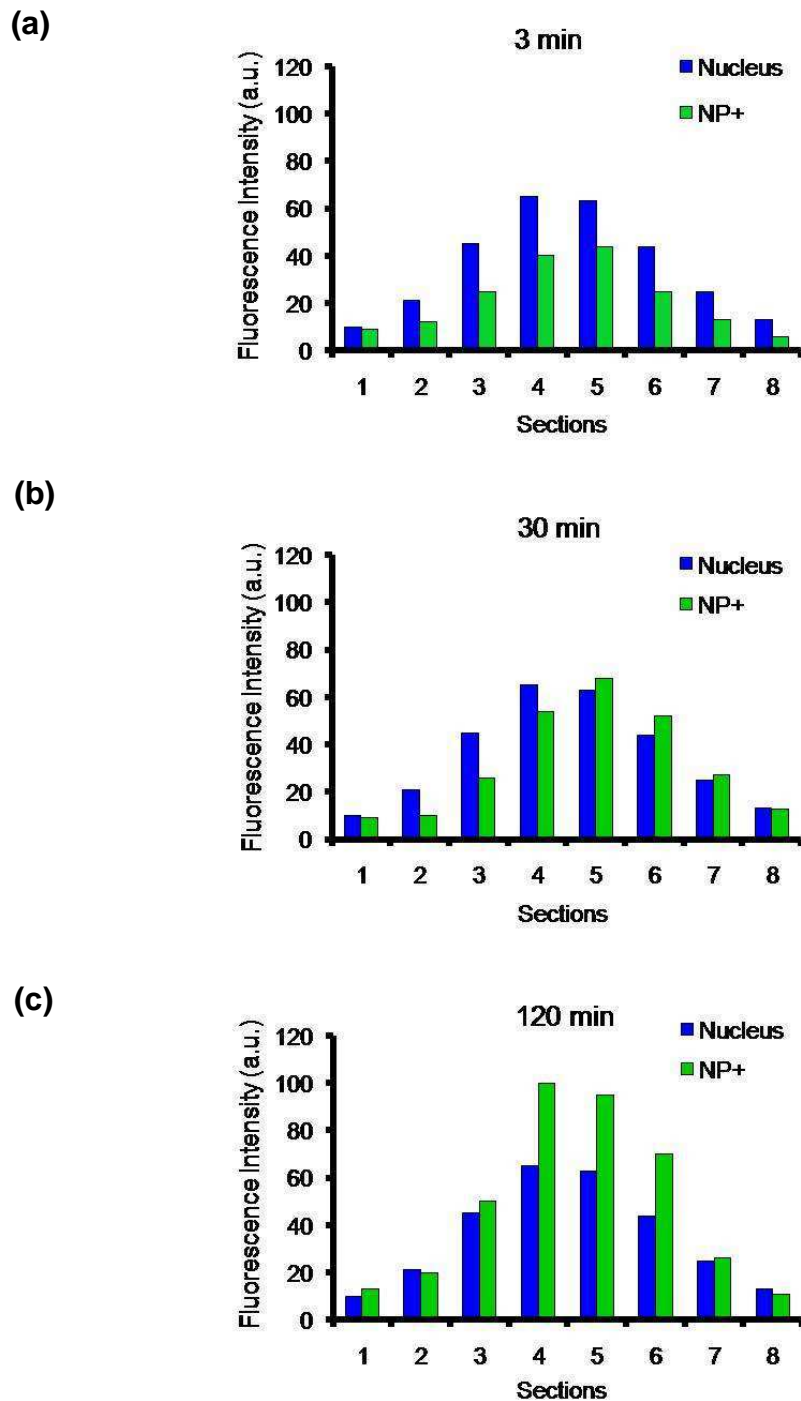 (a)
3 min
Fluorescence Intensity (a.u.)
120
100
80
60
40
20
0
Nucleus
NP+
1 2 3 4 5 6 7 8
Sections
(b)
30 min
Fluorescence Intensity (a.u.)
120
100
80
60
40
20
0
Nucleus
NP+
1 2 3 4 5 6 7 8
Sections
(c)
120 min
Fluorescence Intensity (a.u.)
120
100
80
60
40
20
0
Nucleus
NP+
1 2 3 4 5 6 7 8
Sections